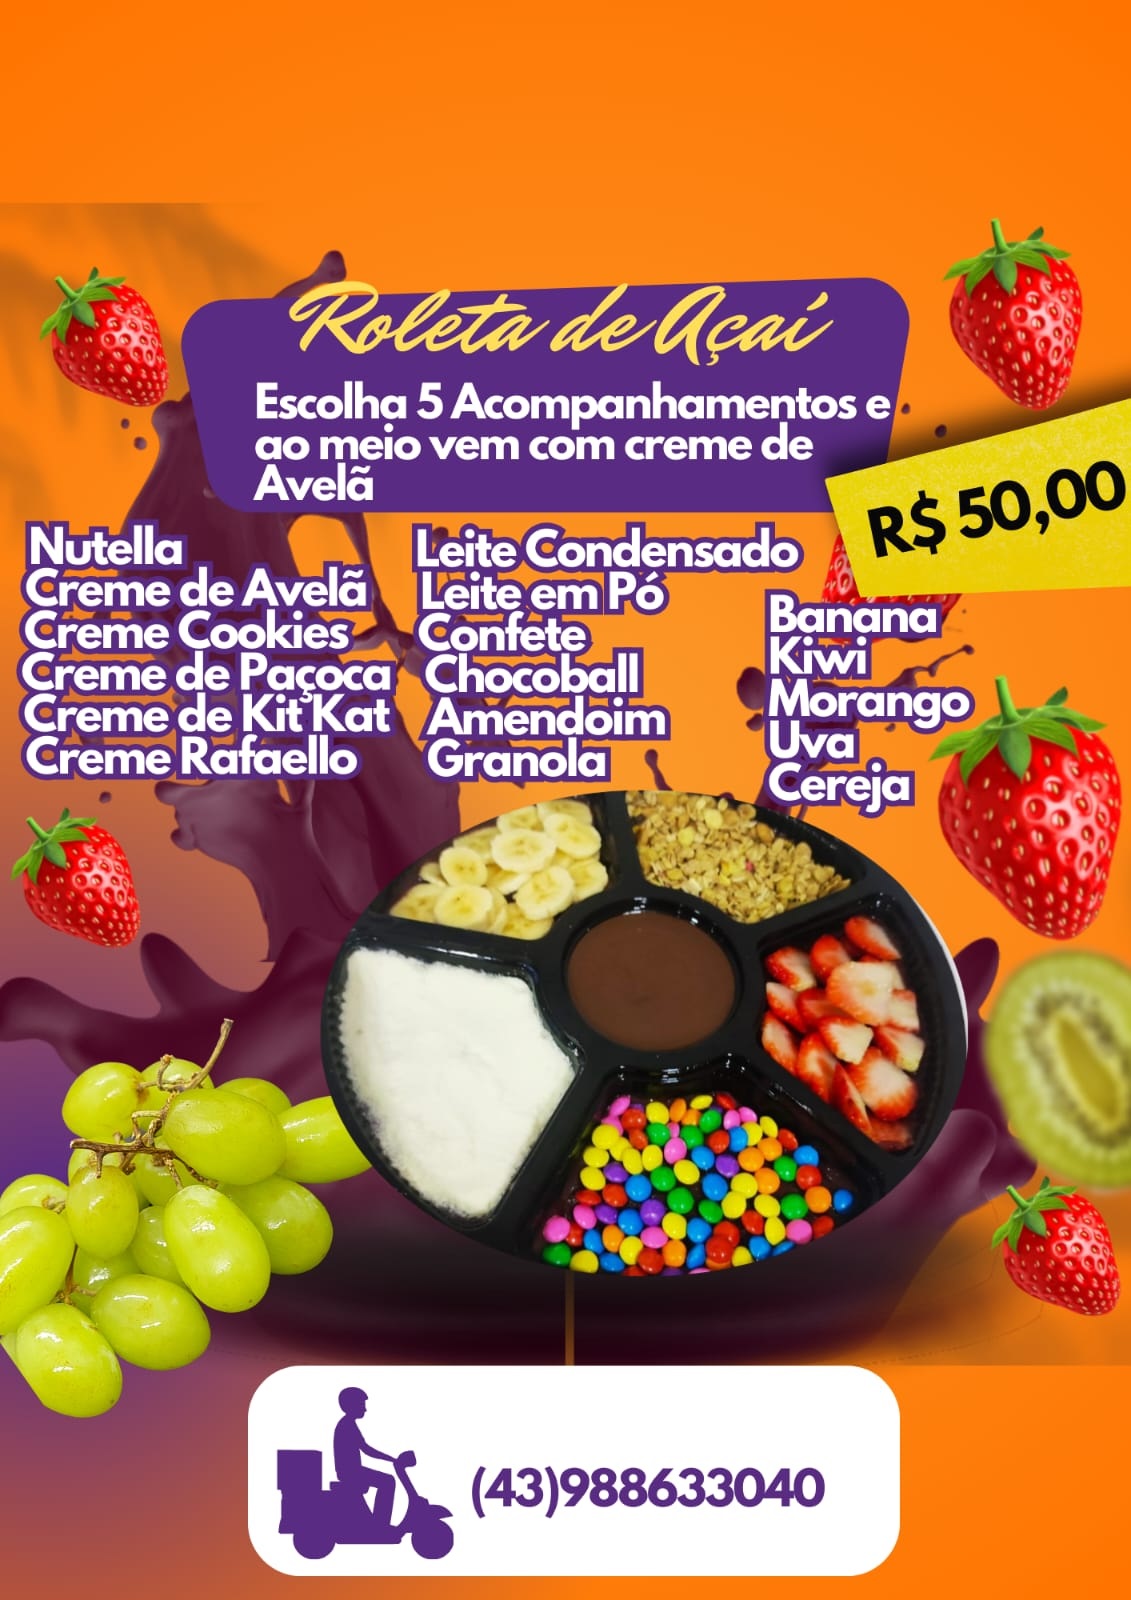 Roleta de Açaí
Escolha 5 Acompanhamentos e
ao meio vem com creme de
Avelã
R$ 50,00
Nutella
Creme de Avelã
Creme Cookies
Creme de Paçoca
Creme de Kit Kat
Creme Rafaello
Leite Condensado
Leite em Pó
Confete
Chocoball
Amendoim
Granola
Banana
Kiwi
Morango
Uva
Cereja
(43)988633040